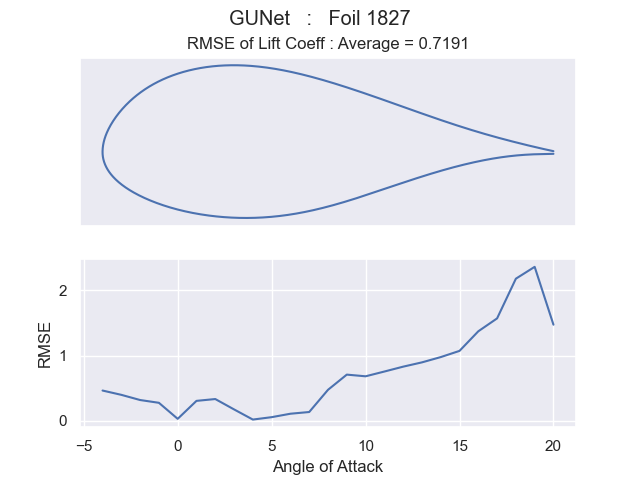 GUNet : Foil 1827
RMSE of Lift Coeff : Average = 0.7191
2
1
0
RMSE
−5 0 5 10 15 20
Angle of Attack